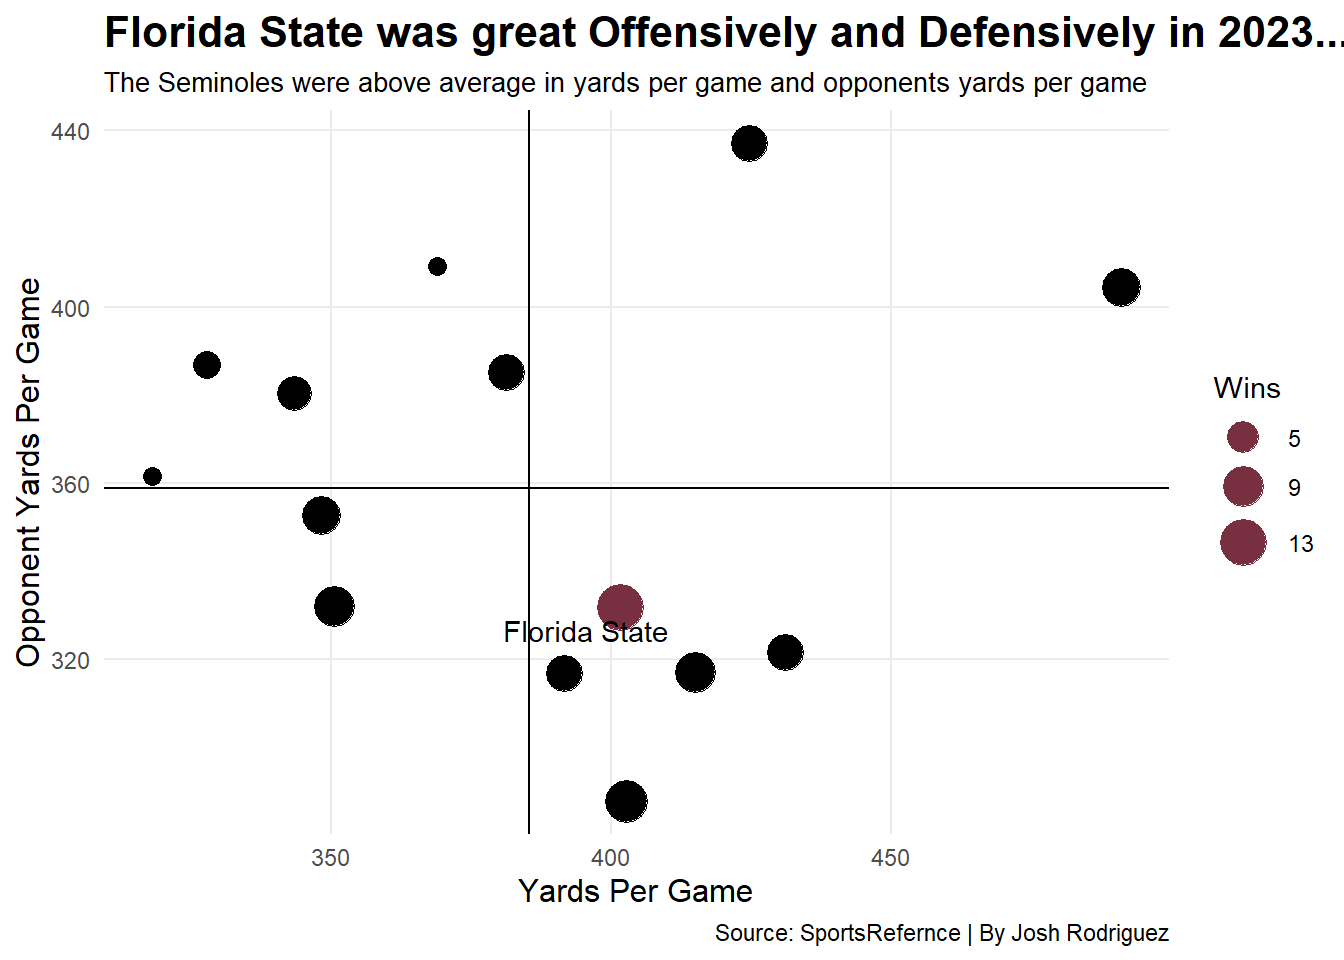 Florida State was great Offensively and Defensively in 2023...
The Seminoles were above average in yards per game and opponents yards per game
440
400
360
320
Opponent Yards Per Game
Florida State
350
400
450
Yards Per Game
Wins
5
9
13
Source: SportsRefernce | By Josh Rodriguez